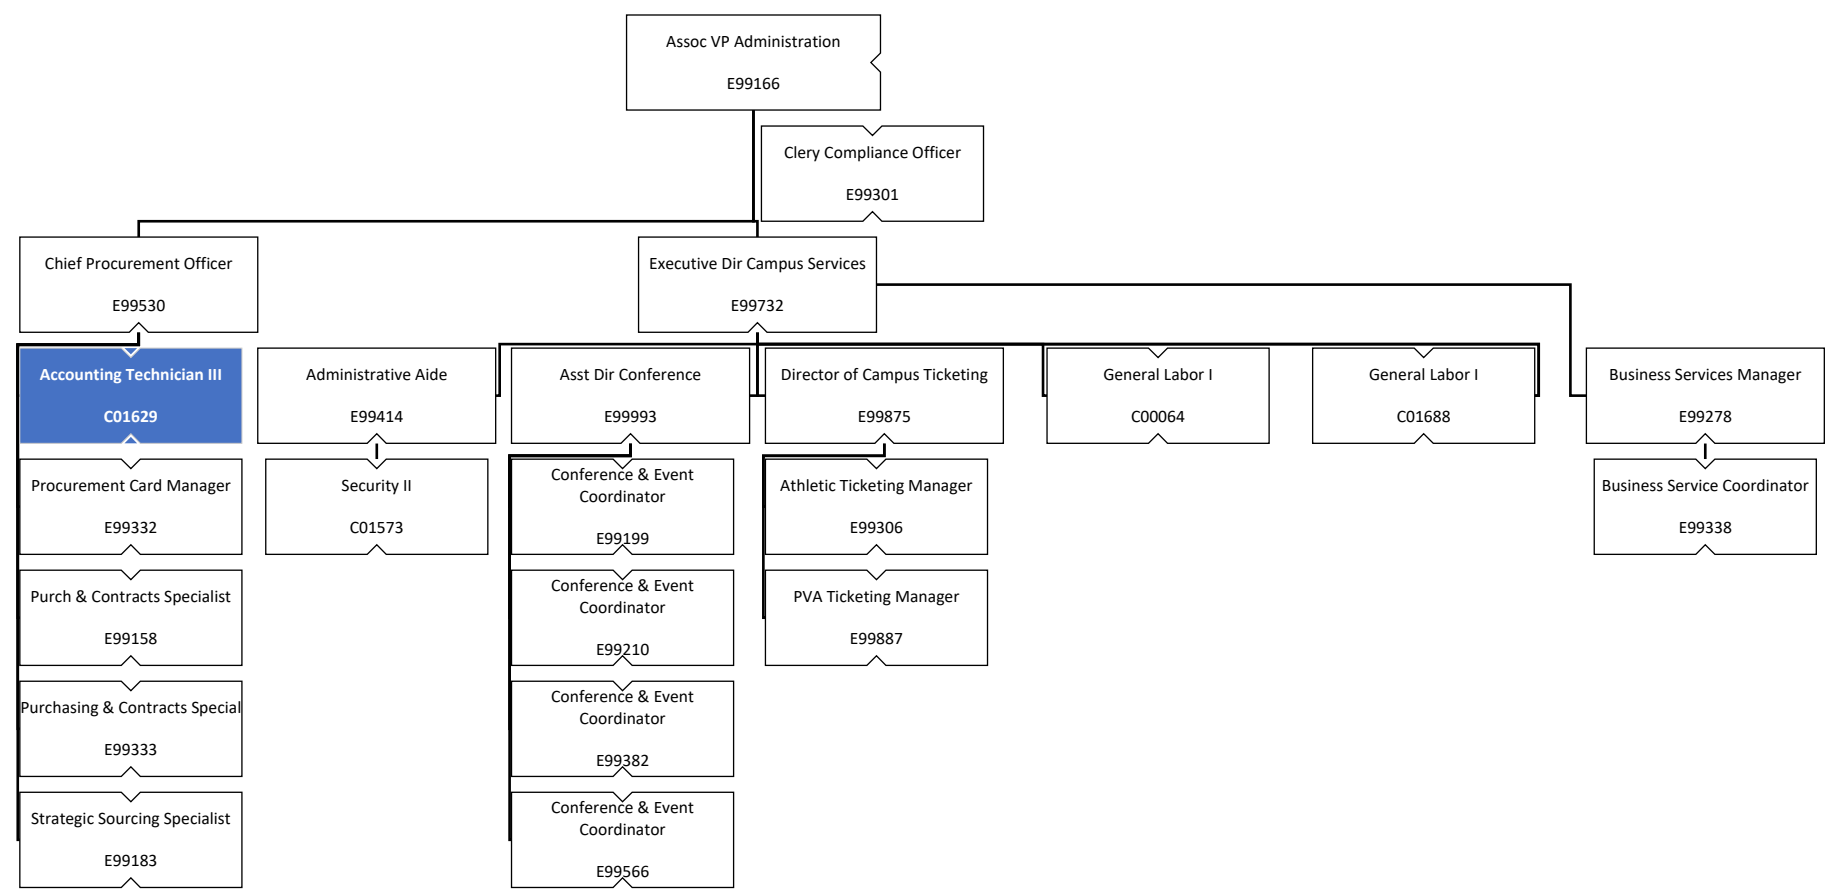 Assoc VP Administration
E99166
Clery Compliance Officer
E99301
Chief Procurement Officer
E99530
Executive Dir Campus Services
E99732
Accounting Technician III
C01629
Administrative Aide
E99414
Asst Dir Conference
E99993
Director of Campus Ticketing
E99875
General Labor I
C00064
General Labor I
C01688
Business Services Manager
E99278
Procurement Card Manager
E99332
Security II
C01573
Conference & Event
Coordinator
E99199
Athletic Ticketing Manager
E99306
Business Service Coordinator
E99338
Purch & Contracts Specialist
E99158
Conference & Event
Coordinator
E99210
PVA Ticketing Manager
E99887
Purchasing & Contracts Special
E99333
Conference & Event
Coordinator
E99382
Strategic Sourcing Specialist
E99183
Conference & Event
Coordinator
E99566